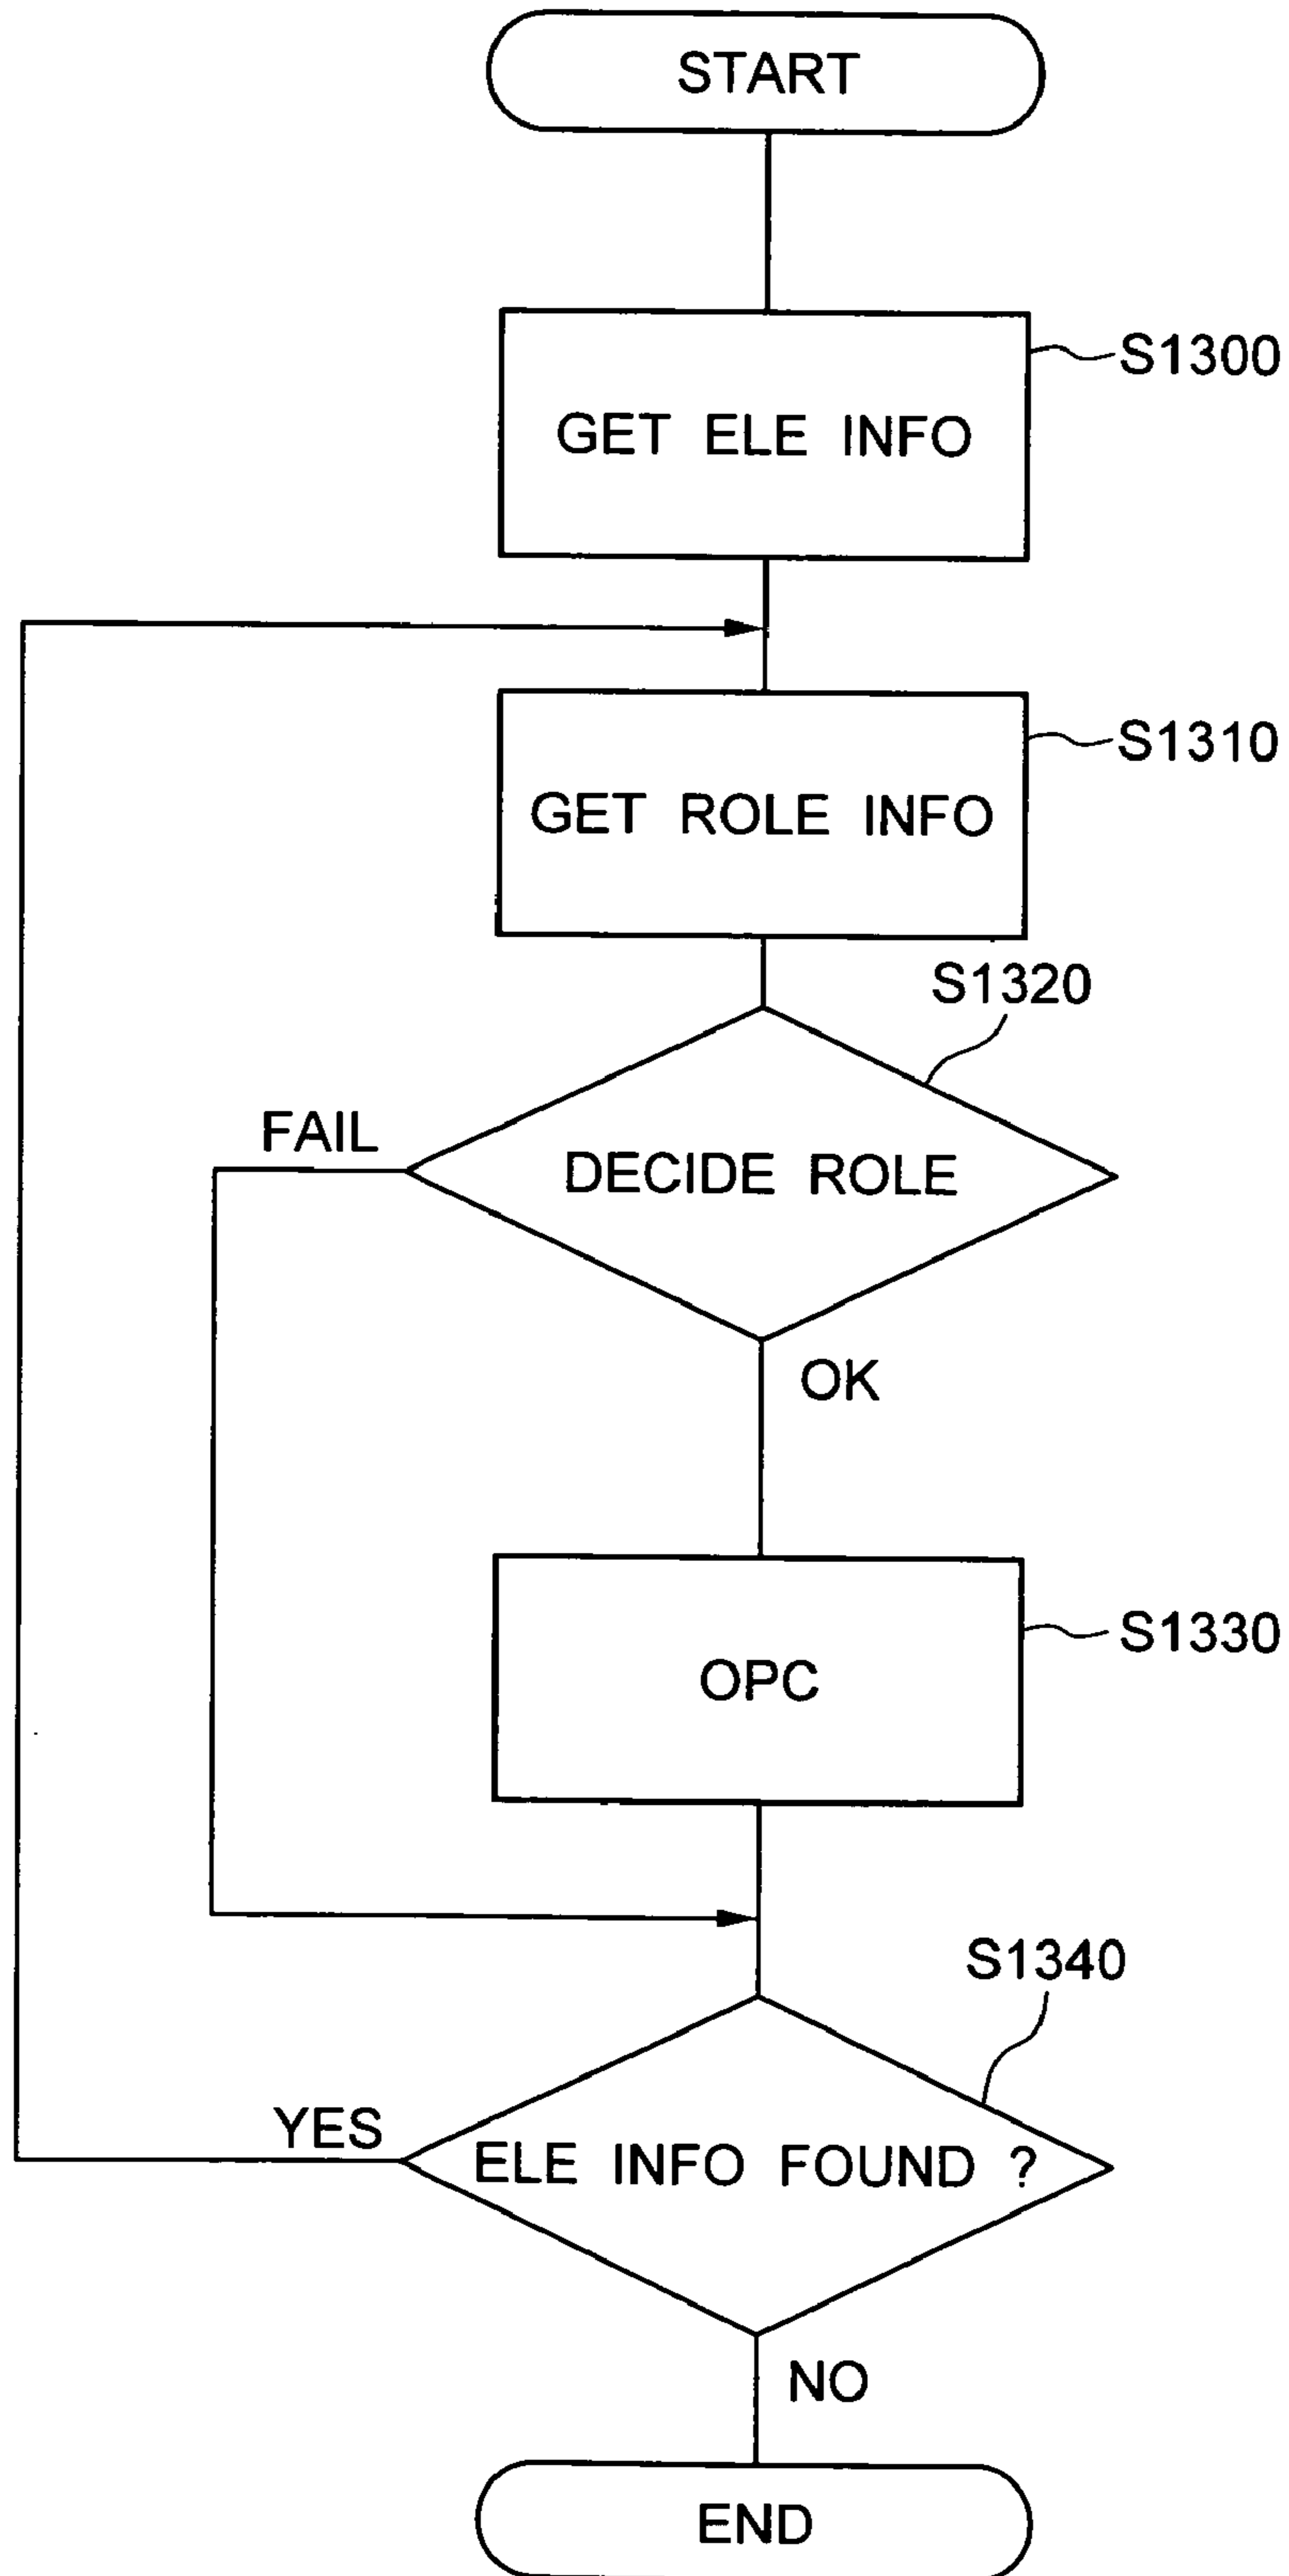 START
S1300
GET ELE INFO
S1310
GET ROLE INFO
S1320
FAIL
DECIDE ROLE
OK
S1330
OPC
S1340
YES
ELE INFO FOUND ?
NO
END